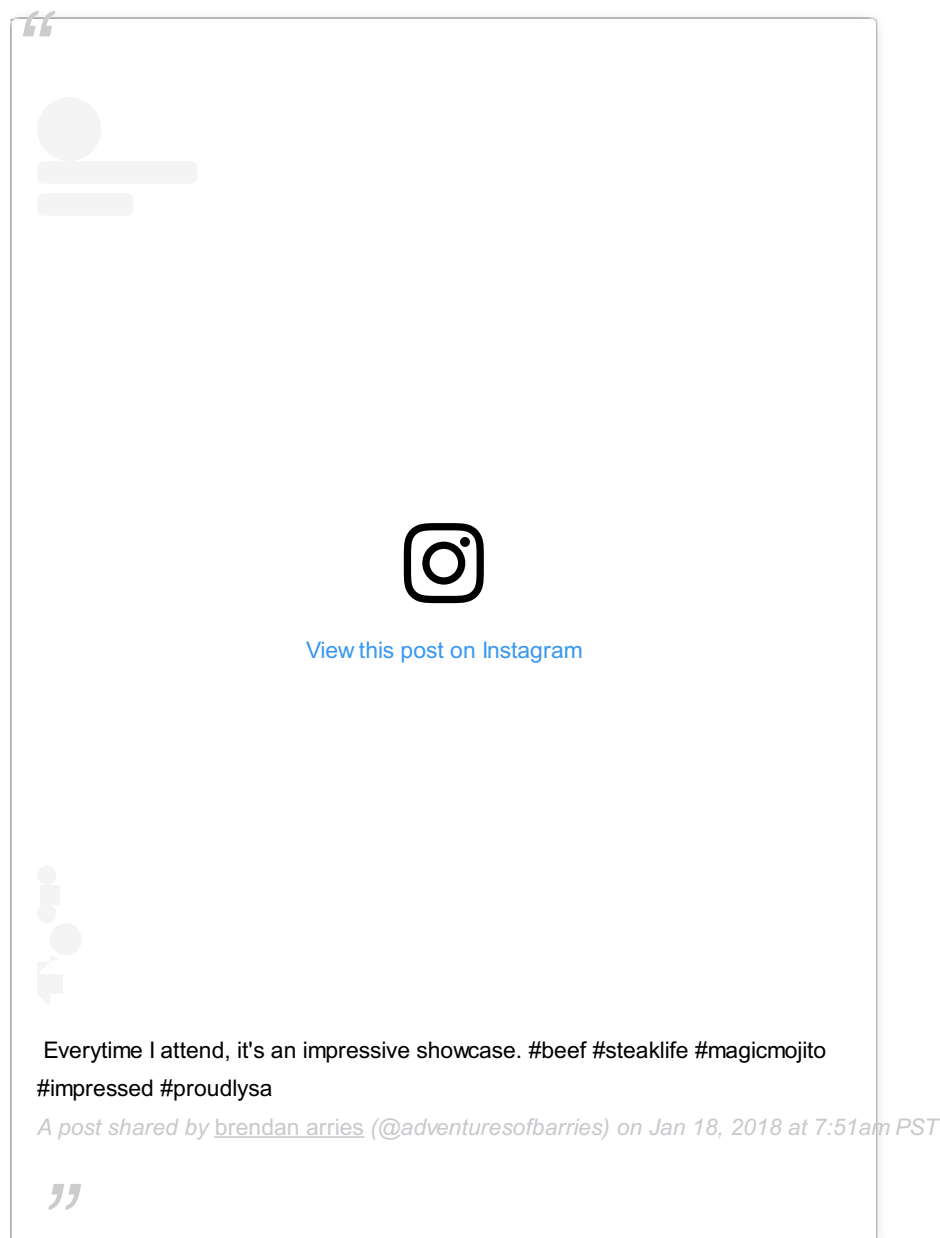 “
View this post on Instagram
Everytime I attend, it's an impressive showcase. #beef #steaklife #magicmojito
#impressed #proudlysa
A post shared by brendan arries (@adventuresofbarries) on Jan 18, 2018 at 7:51am PST
”